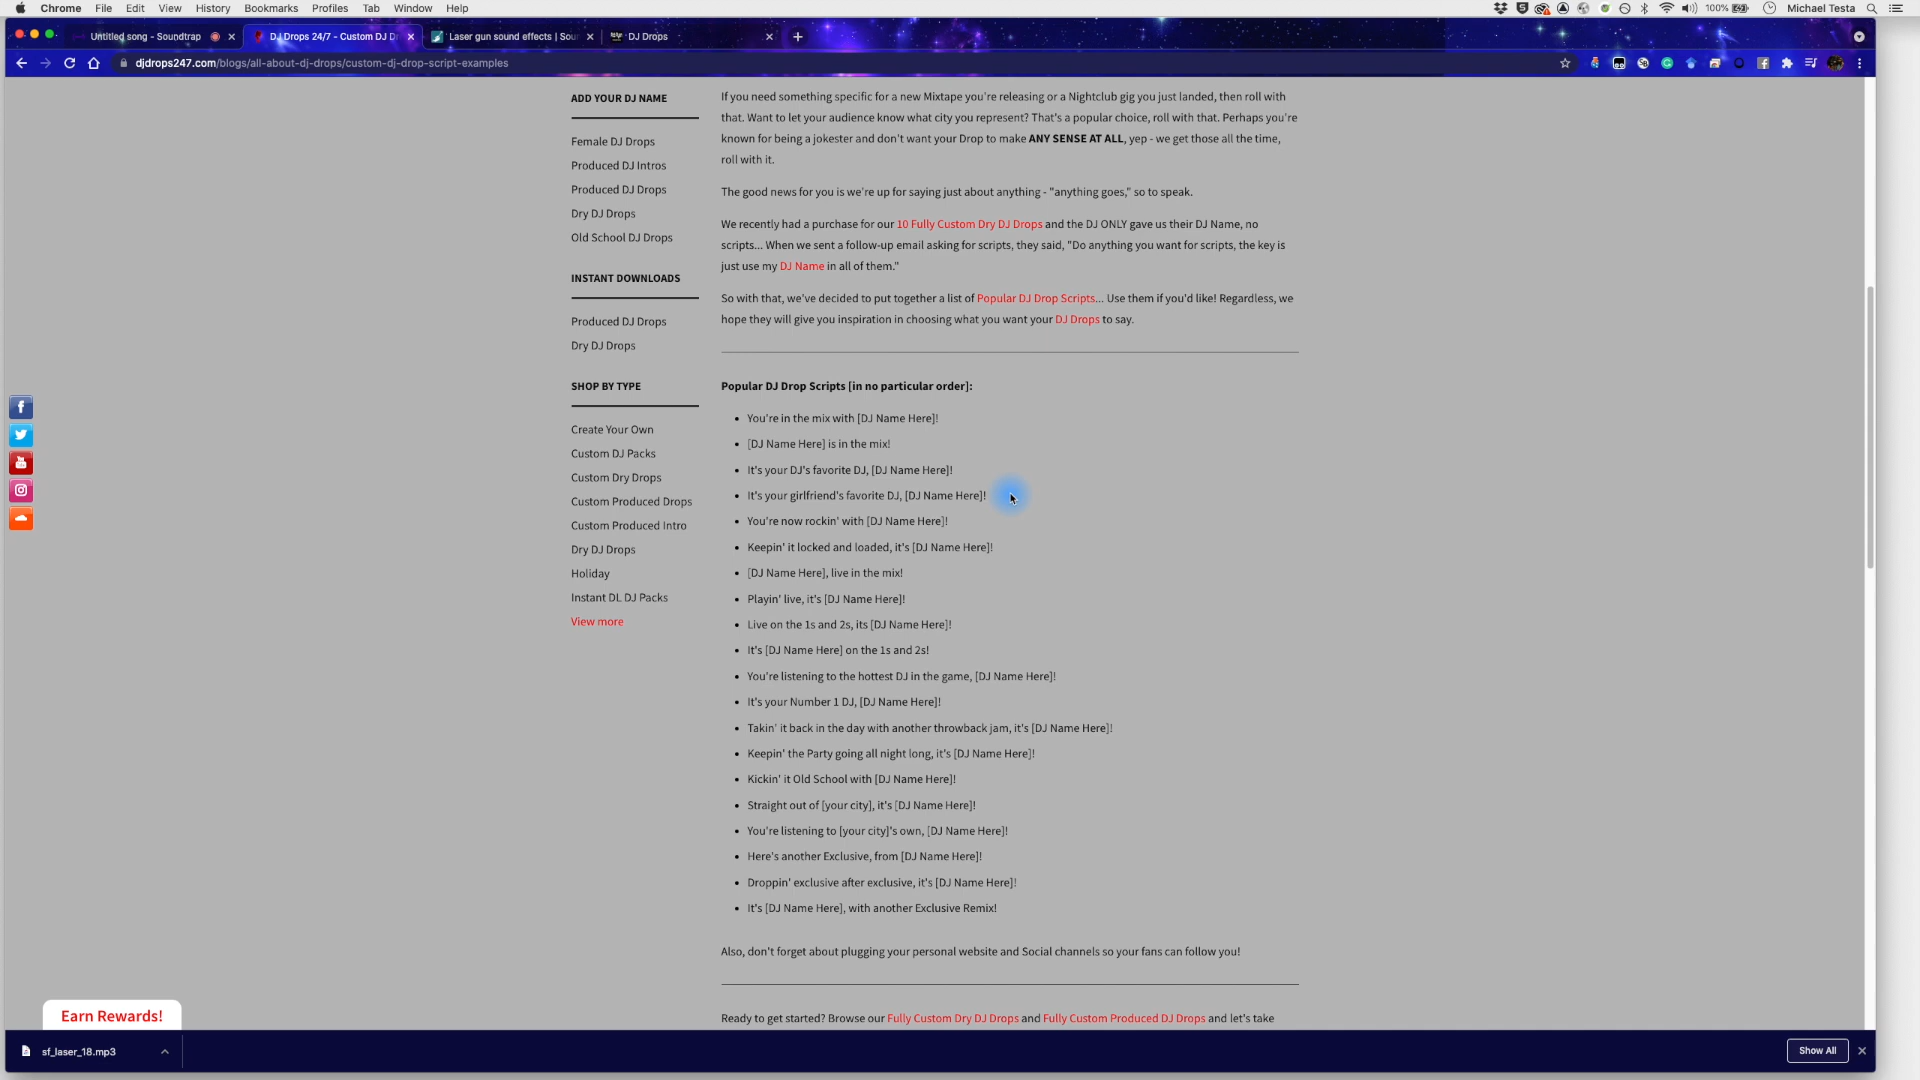 Chrome File Edit View History Bookmarks Profiles Tab Window Help 100% Michael Testa
Untitled song - Soundtrap DJ Drops 24/7 - Custom DJ D Laser gun sound effects | Sou DJ Drops
djdrops247.com/blogs/all-about-dj-drops/custom-dj-drop-script-examples
ADD YOUR DJ NAME
Female DJ Drops
Produced DJ Intros
Produced DJ Drops
Dry DJ Drops
Old School DJ Drops
INSTANT DOWNLOADS
Produced DJ Drops
Dry DJ Drops
SHOP BY TYPE
Create Your Own
Custom DJ Packs
Custom Dry Drops
Custom Produced Drops
Custom Produced Intro
Dry DJ Drops
Holiday
Instant DL DJ Packs
View more
If you need something specific for a new Mixtape you're releasing or a Nightclub gig you just landed, then roll with
that. Want to let your audience know what city you represent? That's a popular choice, roll with that. Perhaps you're
known for being a jokester and don't want your Drop to make ANY SENSE AT ALL, yep - we get those all the time,
roll with it.
The good news for you is we're up for saying just about anything - "anything goes," so to speak.
We recently had a purchase for our 10 Fully Custom Dry DJ Drops and the DJ ONLY gave us their DJ Name, no
scripts... When we sent a follow-up email asking for scripts, they said, "Do anything you want for scripts, the key is
just use my DJ Name in all of them."
So with that, we've decided to put together a list of Popular DJ Drop Scripts... Use them if you'd like! Regardless, we
hope they will give you inspiration in choosing what you want your DJ Drops to say.
Popular DJ Drop Scripts [in no particular order]:
• You're in the mix with [DJ Name Here]!
• [DJ Name Here] is in the mix!
• It's your DJ's favorite DJ, [DJ Name Here]!
• It's your girlfriend's favorite DJ, [DJ Name Here]!
• You're now rockin' with [DJ Name Here]!
• Keepin' it locked and loaded, it's [DJ Name Here]!
• [DJ Name Here], live in the mix!
• Playin' live, it's [DJ Name Here]!
• Live on the 1s and 2s, its [DJ Name Here]!
• It's [DJ Name Here] on the 1s and 2s!
• You're listening to the hottest DJ in the game, [DJ Name Here]!
• It's your Number 1 DJ, [DJ Name Here]!
• Takin' it back in the day with another throwback jam, it's [DJ Name Here]!
• Keepin' the Party going all night long, it's [DJ Name Here]!
• Kickin' it Old School with [DJ Name Here]!
• Straight out of [your city], it's [DJ Name Here]!
• You're listening to [your city]'s own, [DJ Name Here]!
• Here's another Exclusive, from [DJ Name Here]!
• Droppin' exclusive after exclusive, it's [DJ Name Here]!
• It's [DJ Name Here], with another Exclusive Remix!
Also, don't forget about plugging your personal website and Social channels so your fans can follow you!
Ready to get started? Browse our Fully Custom Dry DJ Drops and Fully Custom Produced DJ Drops and let's take
Earn Rewards!
sf_laser_18.mp3
Show All